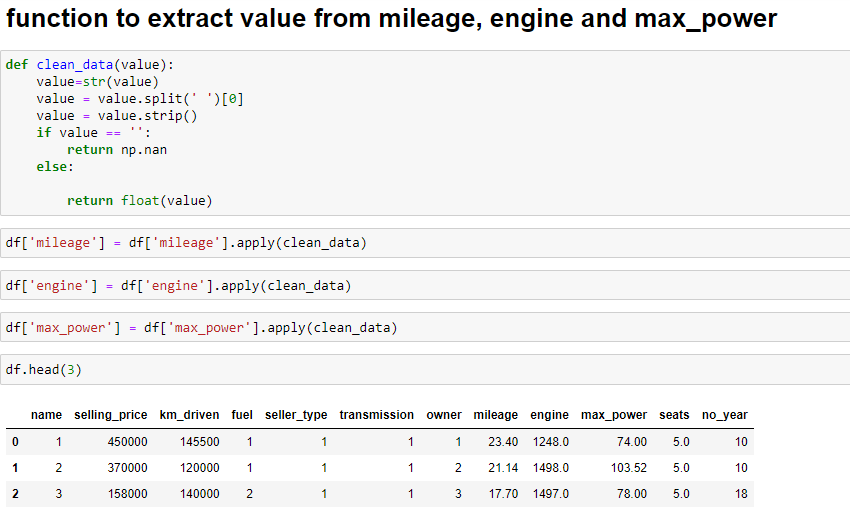 function to extract value from mileage, engine and max_power
def clean_data(value):
    value=str(value)
    value = value.split(' ')[0]
    value = value.strip()
    if value == '':
        return np.nan
    else:
        return float(value)
df['mileage'] = df['mileage'].apply(clean_data)
df['engine'] = df['engine'].apply(clean_data)
df['max_power'] = df['max_power'].apply(clean_data)
df.head(3)
name selling_price km_driven fuel seller_type transmission owner mileage engine max_power seats no_year
0 1 450000 145500 1 1 1 1 23.40 1248.0 74.00 5.0 10
1 2 370000 120000 1 1 1 2 21.14 1498.0 103.52 5.0 10
2 3 158000 140000 2 1 1 3 17.70 1497.0 78.00 5.0 18